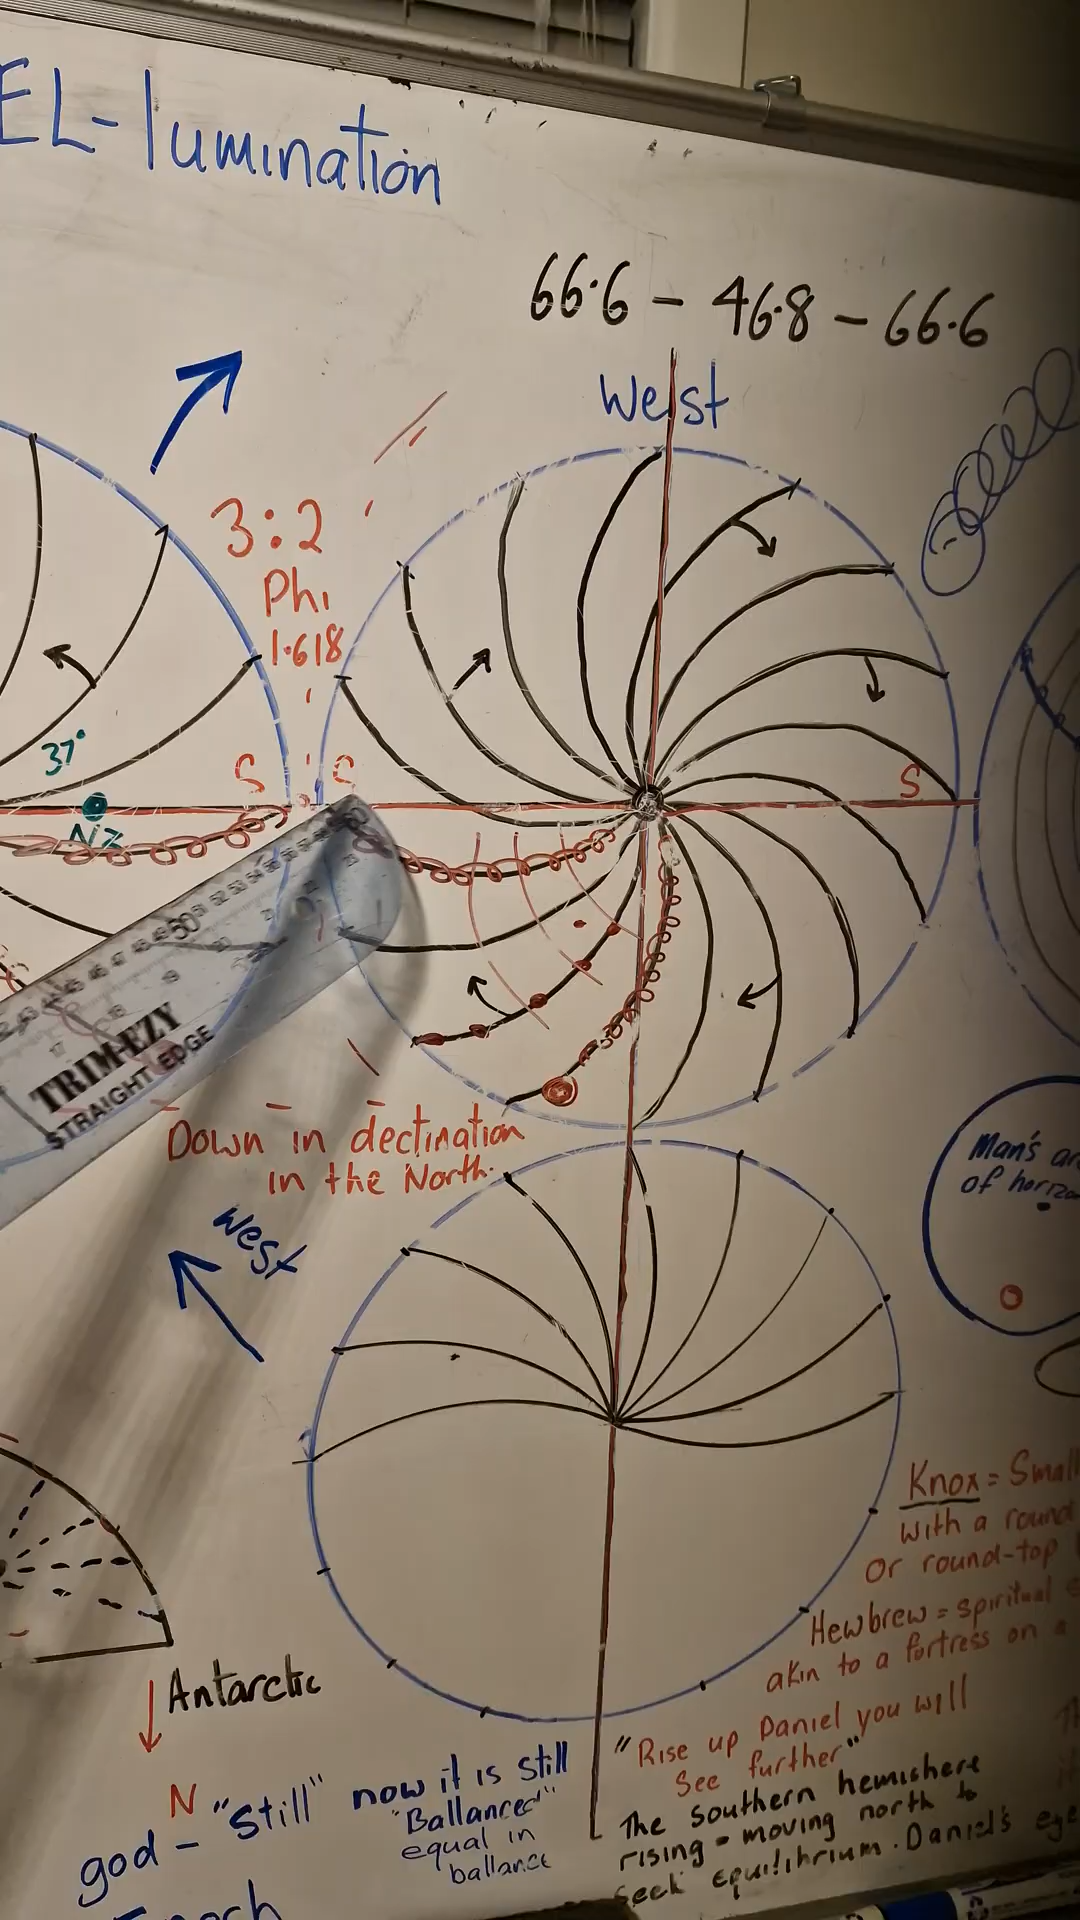 EL-lumination
66.6 - 46.8 - 66.6
West
3:2
Phi
1.618
37°
S
S
NZ
TRIM-EZY
STRAIGHT EDGE
Down in dectination
in the North.
West
Man's
of
Knox = Small
with a round
Or round-top
Hewbrew = spiritual
akin to a fortress on a
Antarctic
N
"Rise up Daniel you will
See further"
god - "still" now it is still
"Ballanced"
equal in
ballance
The southern hemishere
rising = moving north to
seek equilibrium. Daniel's eye